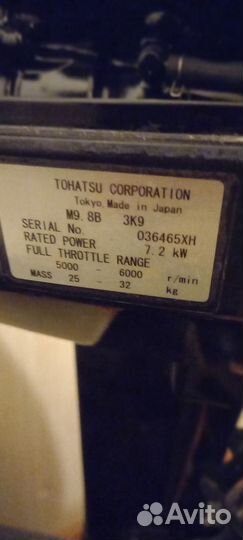 TOHATSU CORPORATION
Tokyo Made in Japan
M9.8B 3K9
SERIAL No. 036465XH
RATED POWER 7.2 kW
FULL THROTTLE RANGE
5000 - 6000 r/min
MASS 25 - 32 kg
Avito